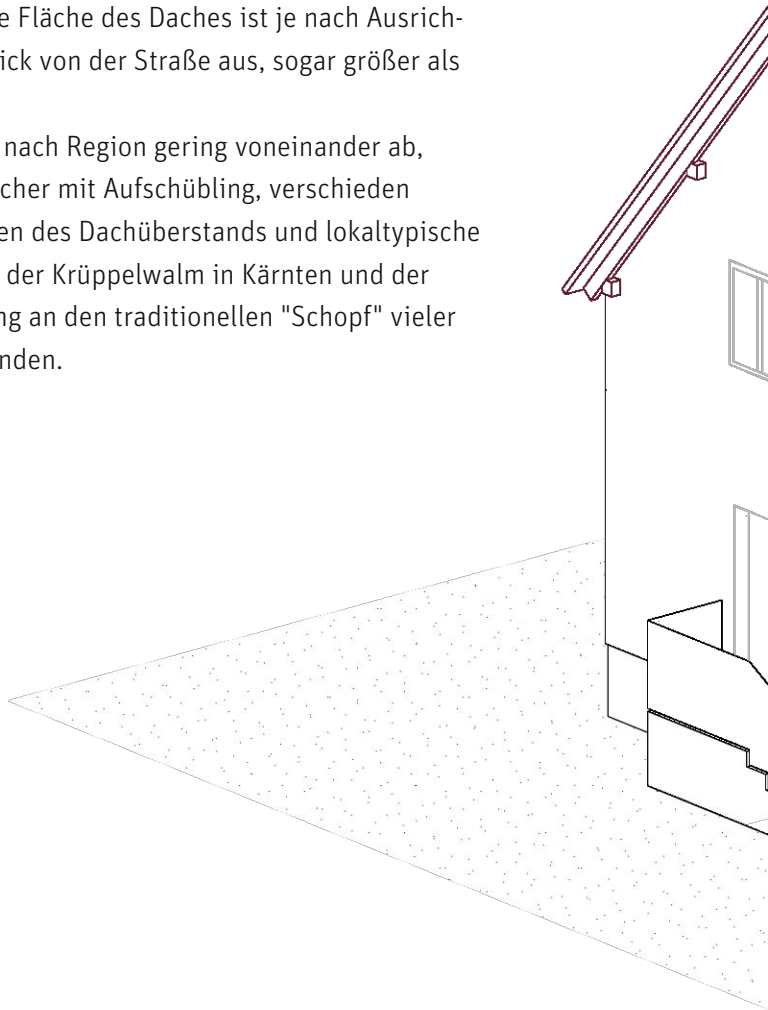 e Fläche des Daches ist je nach Ausrich-
ick von der Straße aus, sogar größer als
nach Region gering voneinander ab,
cher mit Aufschübling, verschieden
en des Dachüberstands und lokaltypische
der Krüppelwalm in Kärnten und der
ng an den traditionellen "Schopf" vieler
nden.